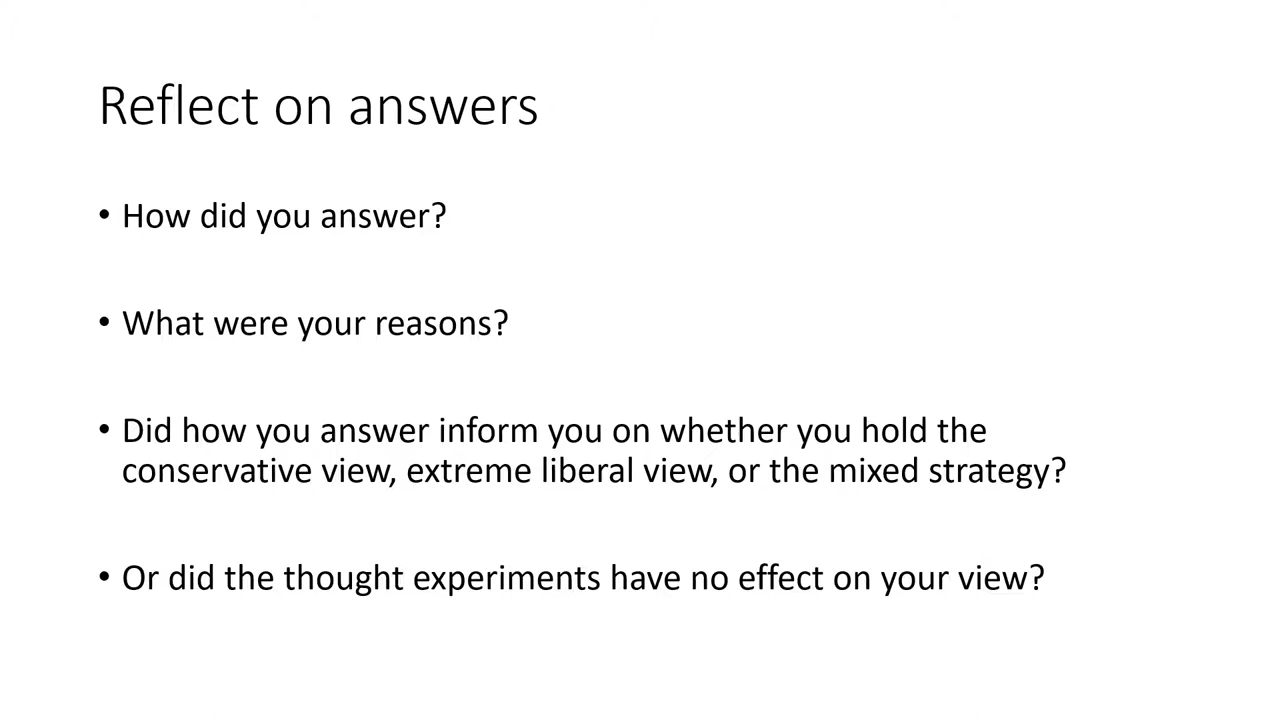 Reflect on answers
• How did you answer?
• What were your reasons?
• Did how you answer inform you on whether you hold the
conservative view, extreme liberal view, or the mixed strategy?
• Or did the thought experiments have no effect on your view?